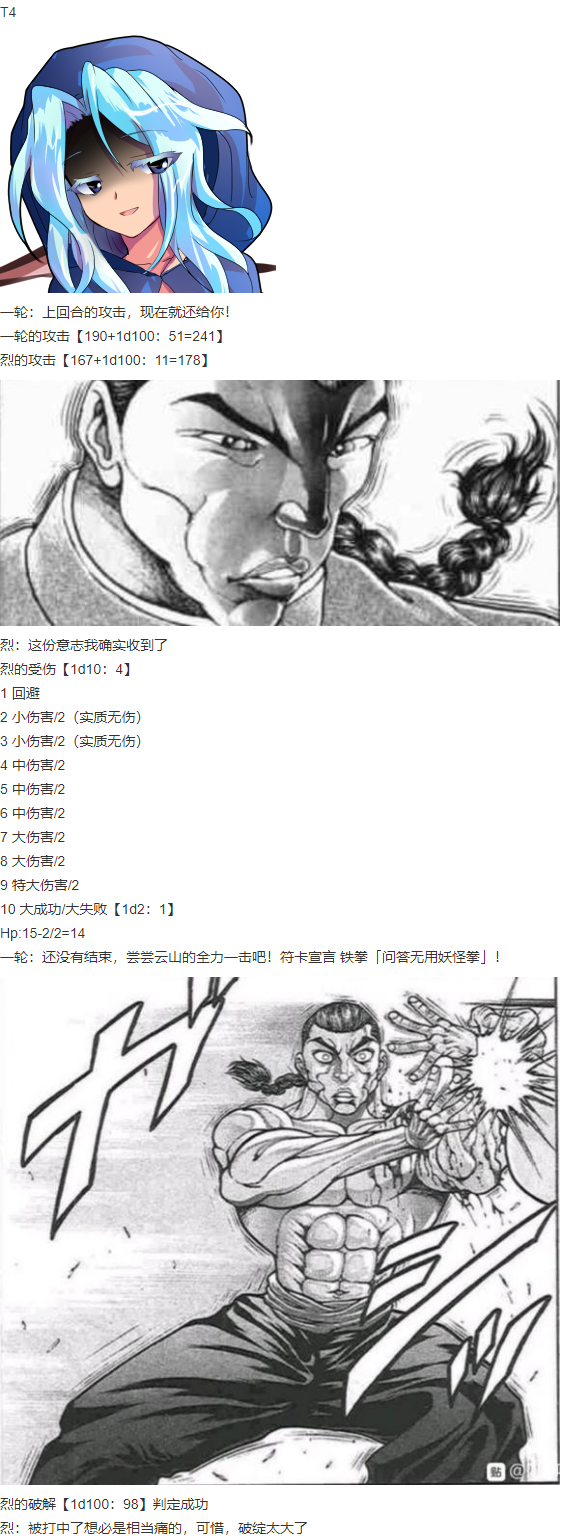 T4
一轮：上回合的攻击，现在就还给你！
一轮的攻击【190+1d100：51=241】
烈的攻击【167+1d100：11=178】
烈：这份意志我确实收到了
烈的受伤【1d10：4】
1 回避
2 小伤害/2（实质无伤）
3 小伤害/2（实质无伤）
4 中伤害/2
5 中伤害/2
6 中伤害/2
7 大伤害/2
8 大伤害/2
9 特大伤害/2
10 大成功/大失败【1d2：1】
Hp:15-2/2=14
一轮：还没有结束，尝尝云山的全力一击吧！符卡宣言 铁拳「问答无用妖怪拳」！
贴
烈的破解【1d100：98】判定成功
烈：被打中了想必是相当痛的，可惜，破绽太大了